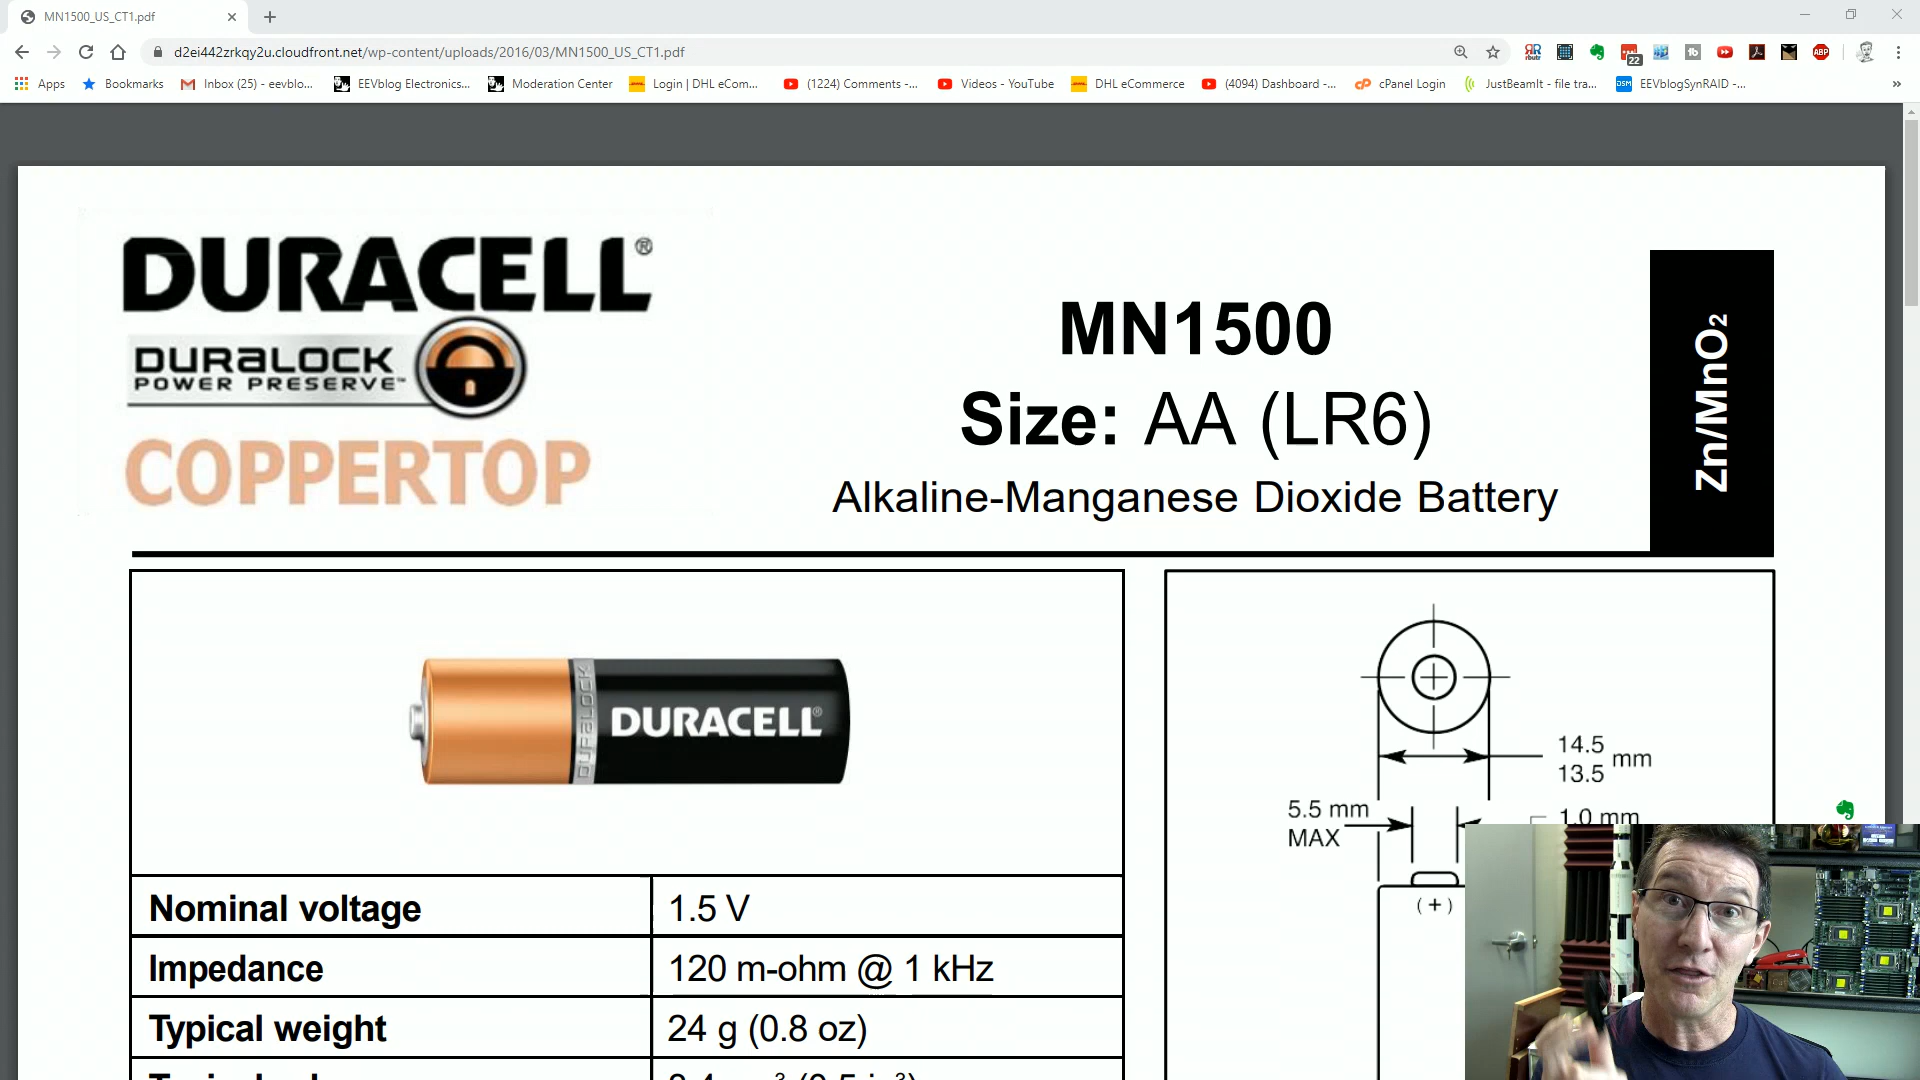 MN1500_US_CT1.pdf
d2ei442zrkqy2u.cloudfront.net/wp-content/uploads/2016/03/MN1500_US_CT1.pdf
22
ABP
Apps
Bookmarks
Inbox (25) - eevblo...
EEVblog Electronics...
Moderation Center
Login | DHL eCom...
(1224) Comments -...
Videos - YouTube
DHL eCommerce
(4094) Dashboard -...
cPanel Login
JustBeamIt - file tra...
EEVblogSynRAID -...
DURACELL®
DURALOCK
POWER PRESERVE™
COPPERTOP
MN1500
Size: AA (LR6)
Alkaline-Manganese Dioxide Battery
Zn/MnO₂
DURALOCK
DURACELL®
14.5
13.5
mm
5.5 mm
MAX
1.0 mm
(+)
Nominal voltage 1.5 V
Impedance 120 m-ohm @ 1 kHz
Typical weight 24 g (0.8 oz)